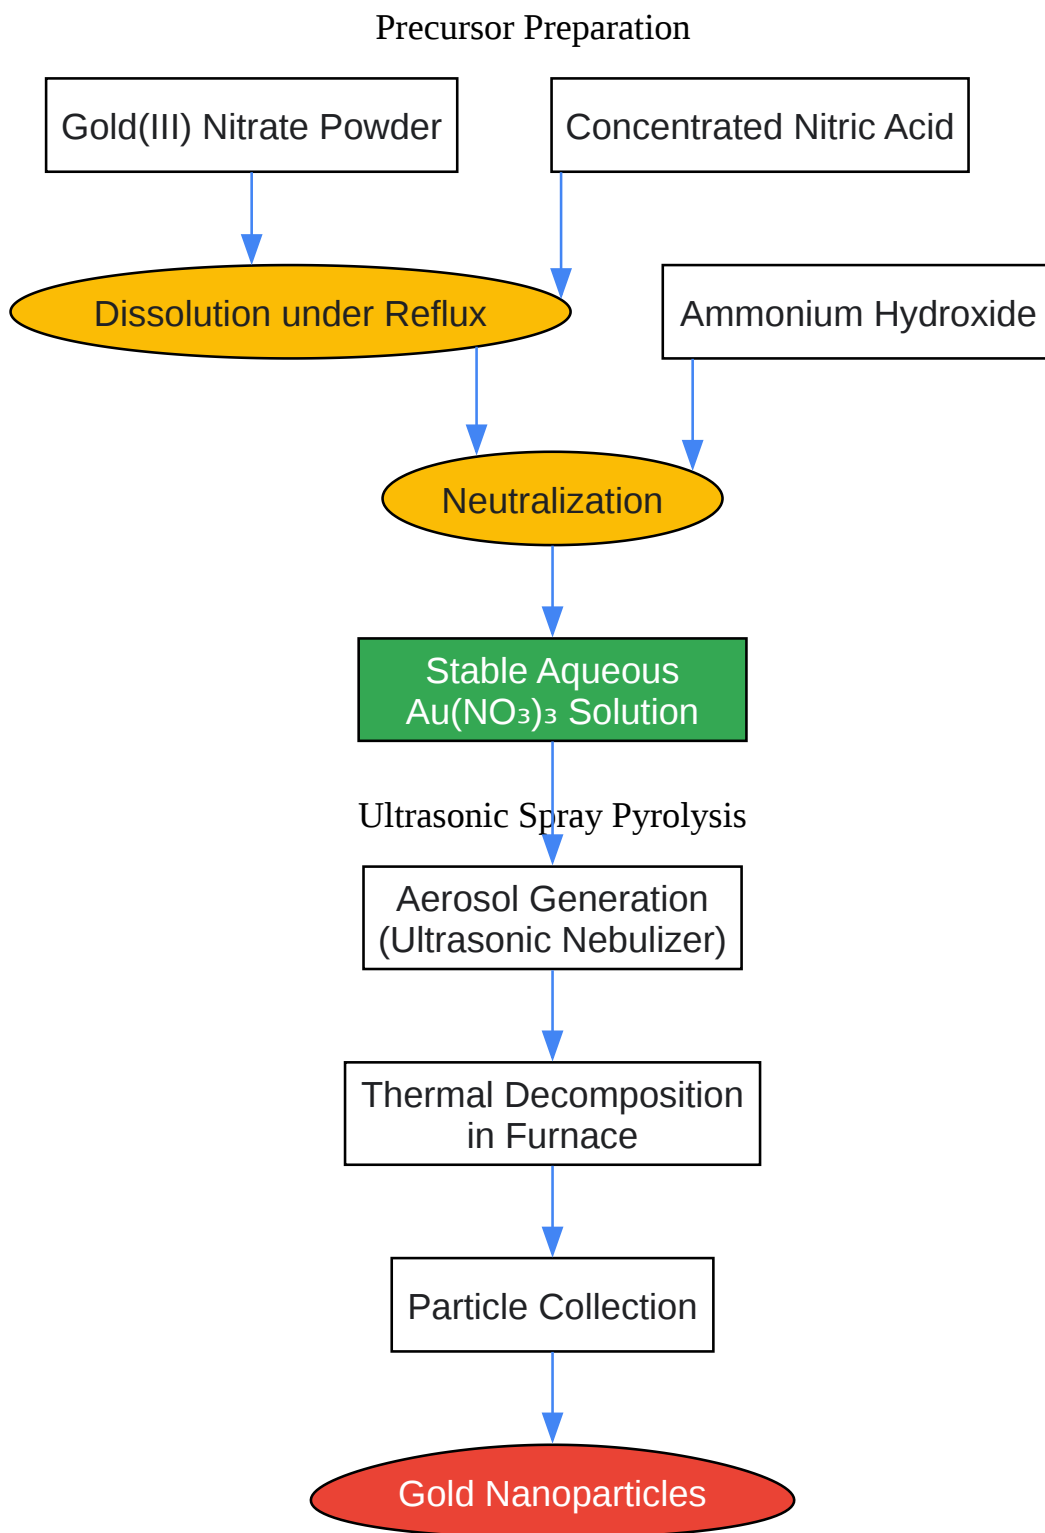 Precursor Preparation
Gold(III) Nitrate Powder
Concentrated Nitric Acid
Dissolution under Reflux
Ammonium Hydroxide
Neutralization
Stable Aqueous
Au(NO₃)₃ Solution
Ultrasonic Spray Pyrolysis
Aerosol Generation
(Ultrasonic Nebulizer)
Thermal Decomposition
in Furnace
Particle Collection
Gold Nanoparticles